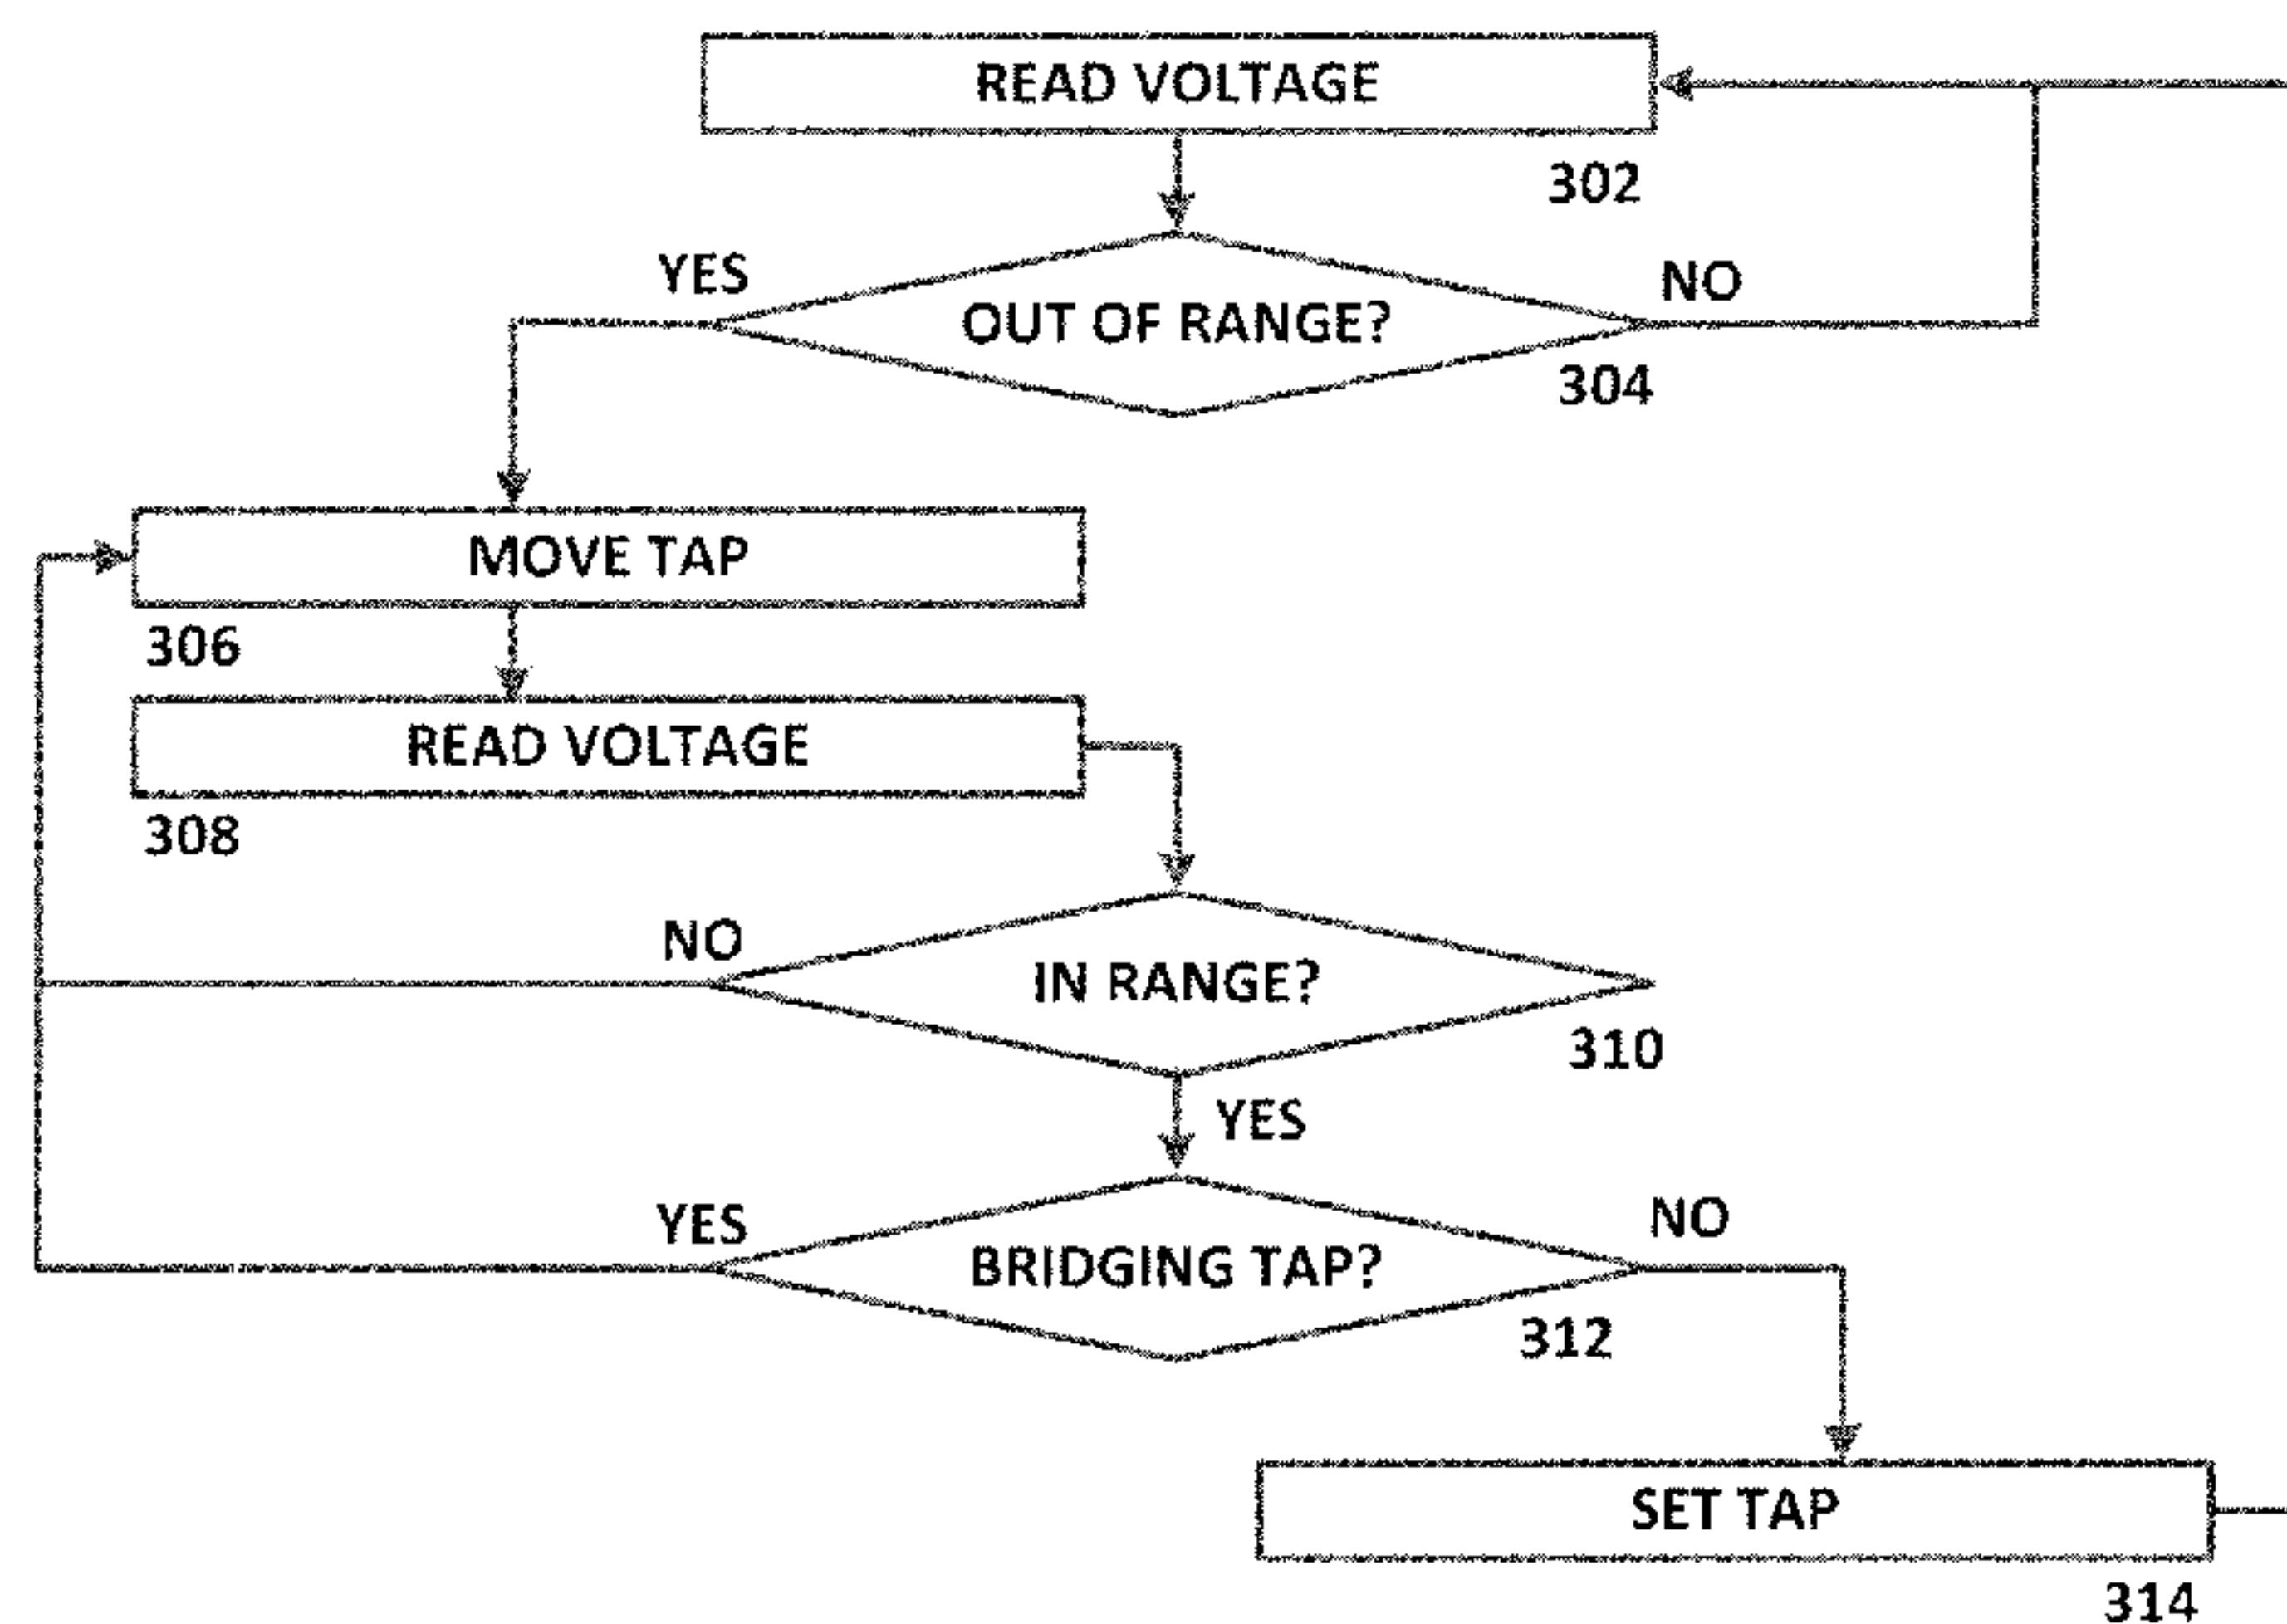 READ VOLTAGE
302
YES
NO
OUT OF RANGE?
304
MOVE TAP
306
READ VOLTAGE
308
NO
IN RANGE?
310
YES
YES
NO
BRIDGING TAP?
312
SET TAP
314